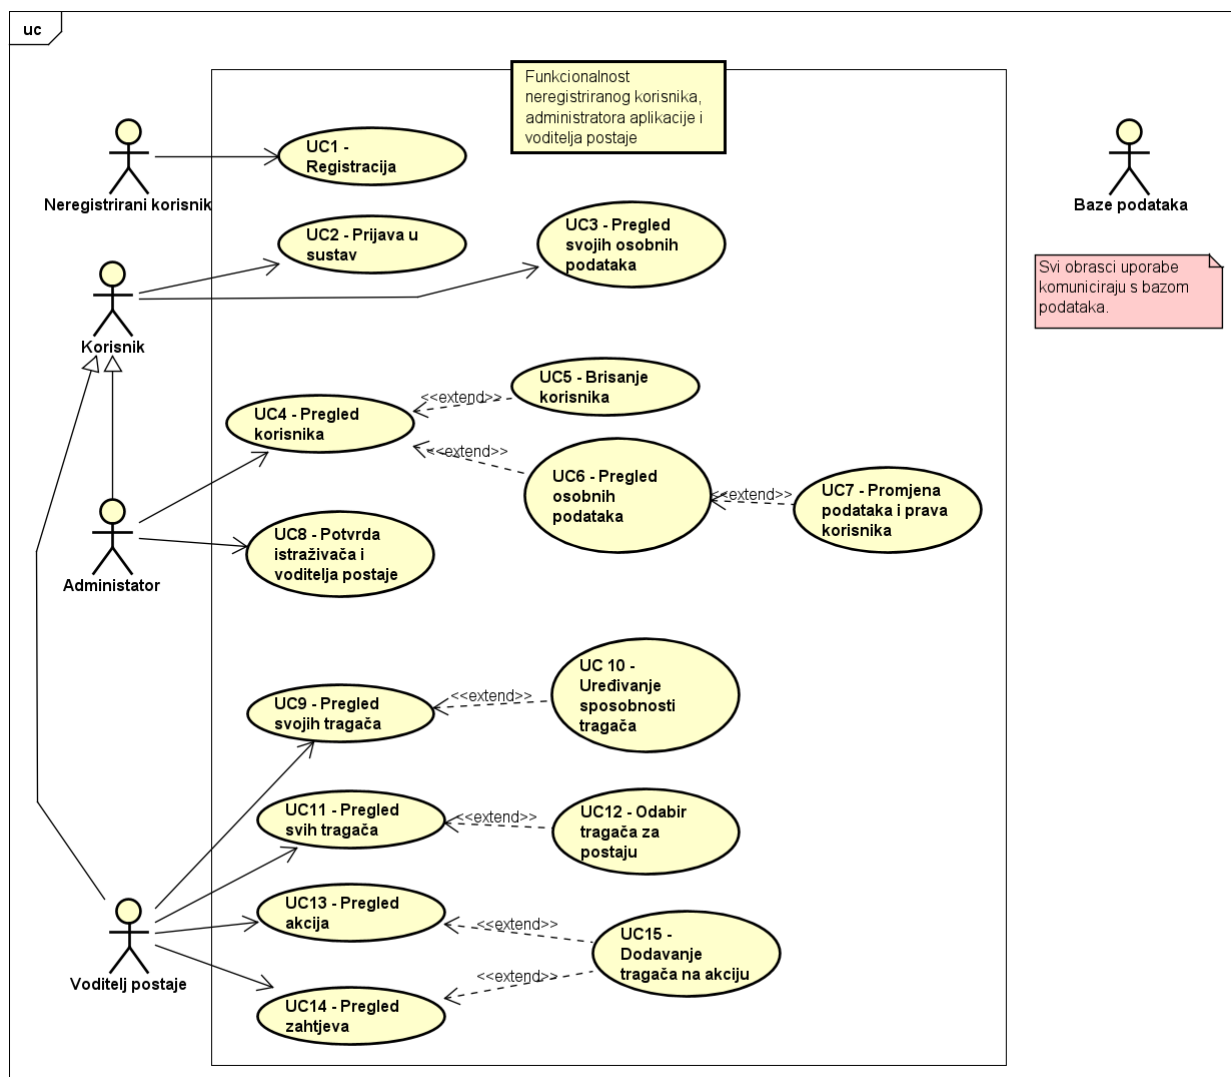 uc
Funkcionalnost
neregistriranog korisnika,
administratora aplikacije i
voditelja postaje
Neregistrirani korisnik
UC1 -
Registracija
Baze podataka
UC2 - Prijava u
sustav
UC3 - Pregled
svojih osobnih
podataka
Svi obrasci uporabe
komuniciraju s bazom
podataka.
Korisnik
UC4 - Pregled
korisnika
<<extend>>
UC5 - Brisanje
korisnika
<<extend>>
UC6 - Pregled
osobnih
podataka
<<extend>>
UC7 - Promjena
podataka i prava
korisnika
Administator
UC8 - Potvrda
istraživača i
voditelja postaje
UC9 - Pregled
svojih tragača
<<extend>>
UC 10 -
Uređivanje
sposobnosti
tragača
UC11 - Pregled
svih tragača
<<extend>>
UC12 - Odabir
tragača za
postaju
Voditelj postaje
UC13 - Pregled
akcija
<<extend>>
UC15 -
Dodavanje
tragača na akciju
<<extend>>
UC14 - Pregled
zahtjeva